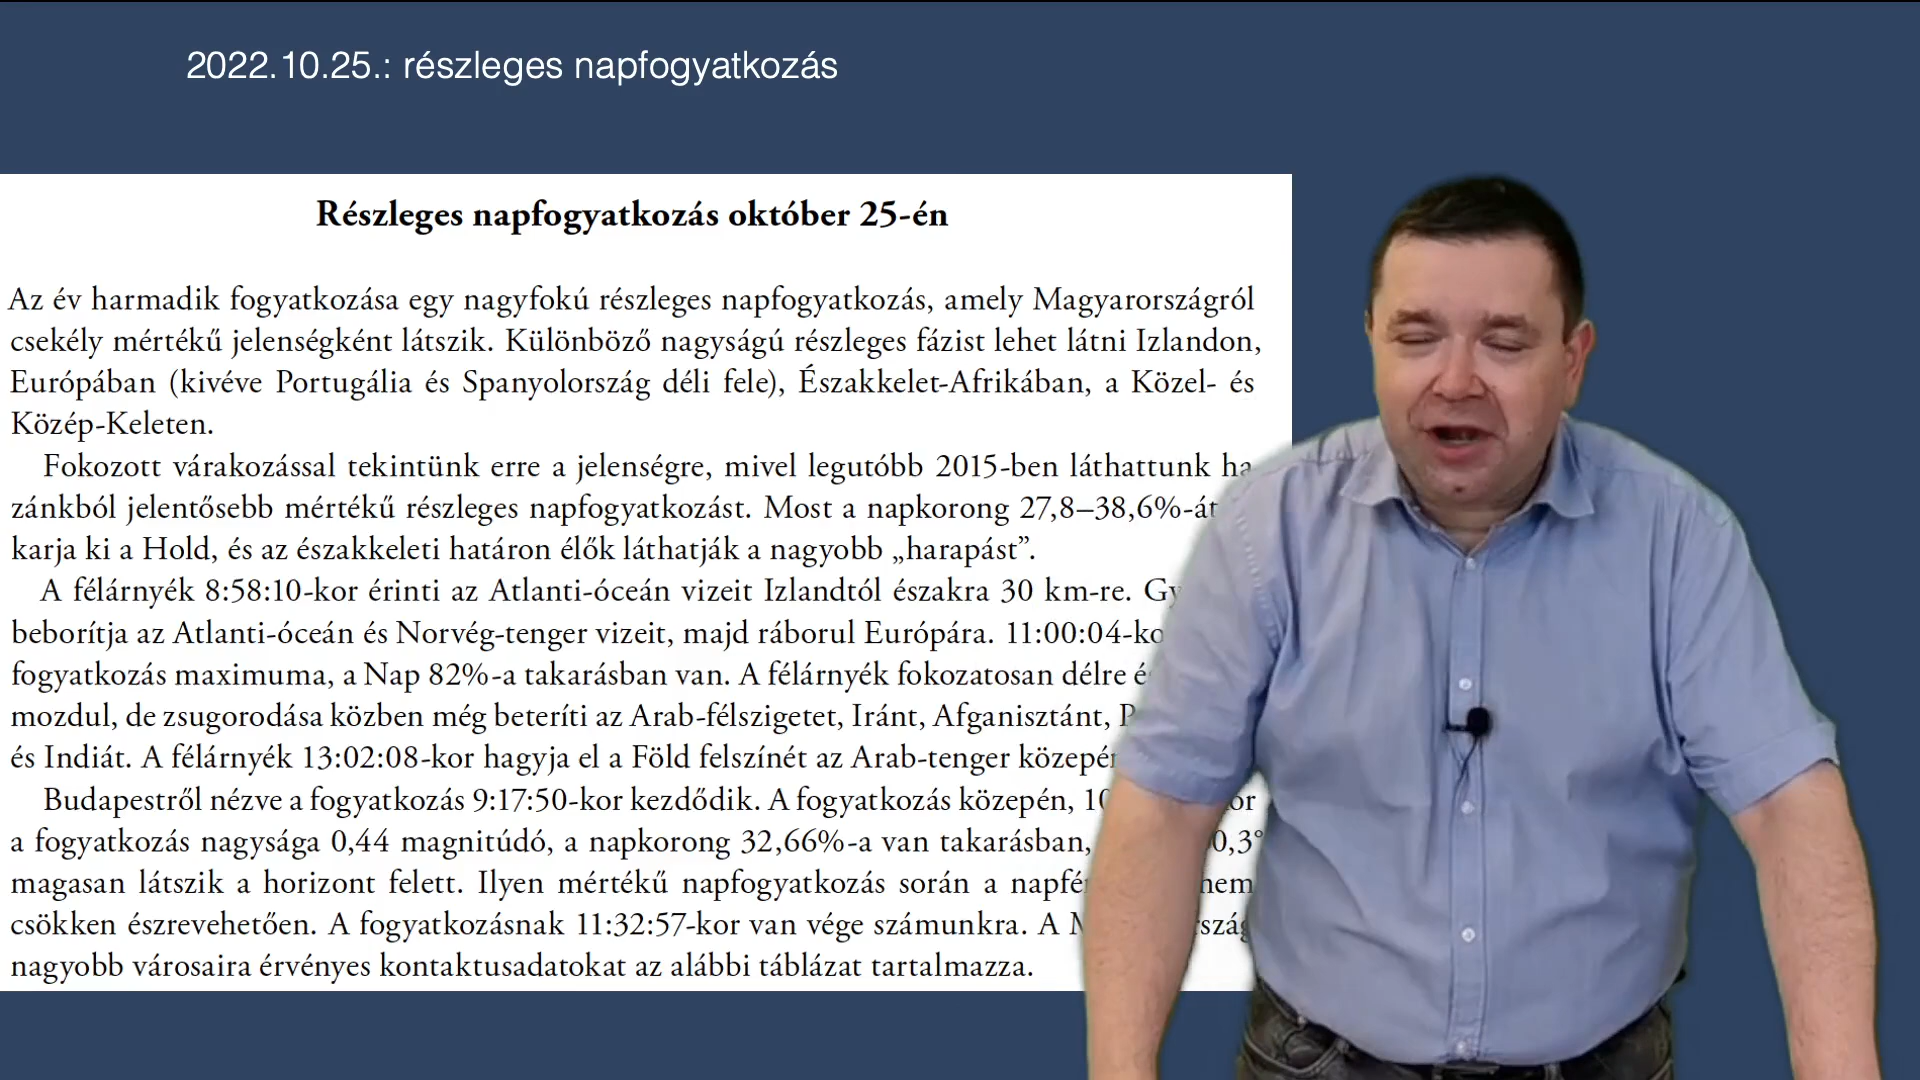 2022.10.25.: részleges napfogyatkozás
Részleges napfogyatkozás október 25-én
Az év harmadik fogyatkozása egy nagyfokú részleges napfogyatkozás, amely Magyarországról
csekély mértékű jelenségként látszik. Különböző nagyságú részleges fázist lehet látni Izlandon,
Európában (kivéve Portugália és Spanyolország déli fele), Északkelet-Afrikában, a Közel- és
Közép-Keleten.
Fokozott várakozással tekintünk erre a jelenségre, mivel legutóbb 2015-ben láthattunk ha
zánkból jelentősebb mértékű részleges napfogyatkozást. Most a napkorong 27,8–38,6%-át
karja ki a Hold, és az északkeleti határon élők láthatják a nagyobb „harapást”.
A félárnyék 8:58:10-kor érinti az Atlanti-óceán vizeit Izlandtól északra 30 km-re.
beborítja az Atlanti-óceán és Norvég-tenger vizeit, majd ráborul Európára. 11:00:04-ko
fogyatkozás maximuma, a Nap 82%-a takarásban van. A félárnyék fokozatosan délre
mozdul, de zsugorodása közben még beteríti az Arab-félszigetet, Iránt, Afganisztánt,
és Indiát. A félárnyék 13:02:08-kor hagyja el a Föld felszínét az Arab-tenger közepén
Budapestről nézve a fogyatkozás 9:17:50-kor kezdődik. A fogyatkozás közepén, 10 or
a fogyatkozás nagysága 0,44 magnitúdó, a napkorong 32,66%-a van takarásban, 0,3°
magasan látszik a horizont felett. Ilyen mértékű napfogyatkozás során a napfé nem
csökken észrevehetően. A fogyatkozásnak 11:32:57-kor van vége számunkra. A M rszág
nagyobb városaira érvényes kontaktusadatokat az alábbi táblázat tartalmazza.